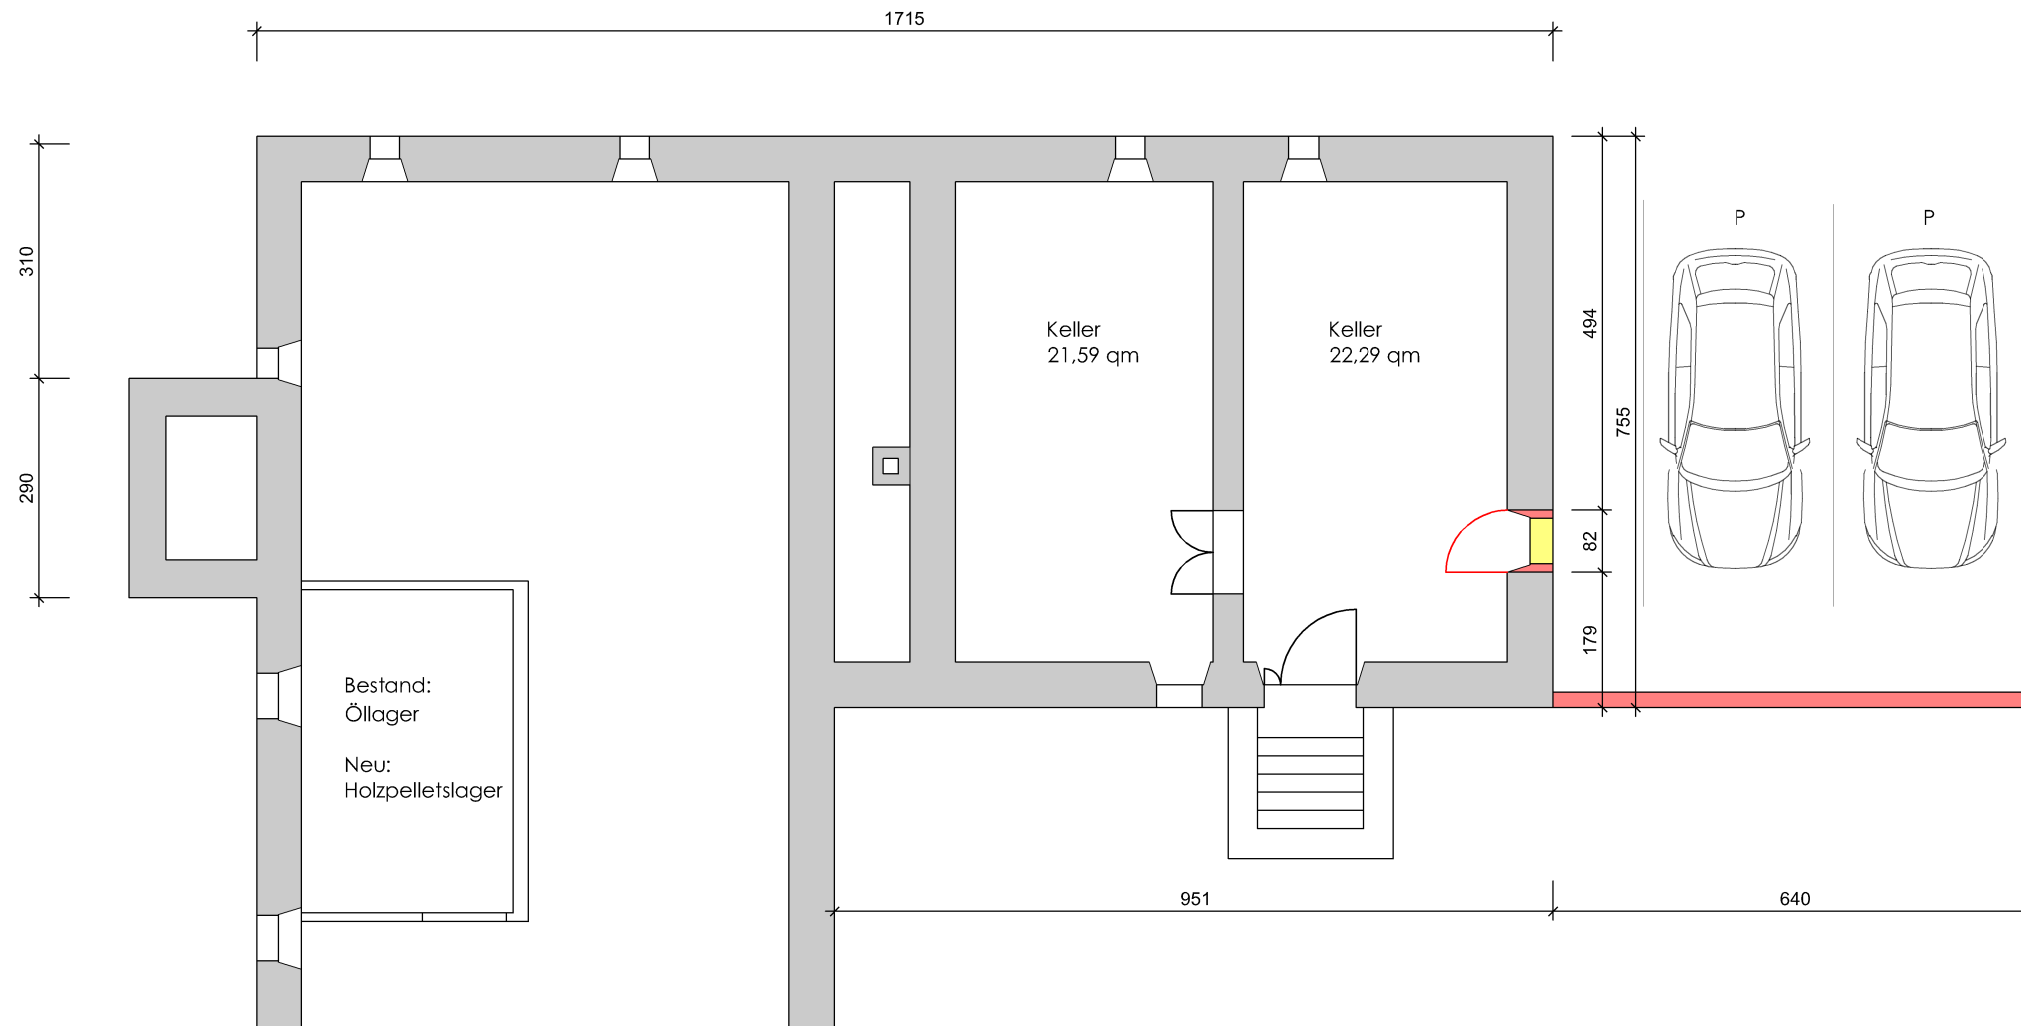 1715
P
P
310
Keller
21,59 qm
Keller
22,29 qm
494
755
290
82
179
Bestand:
Öllager
Neu:
Holzpelletslager
951
640